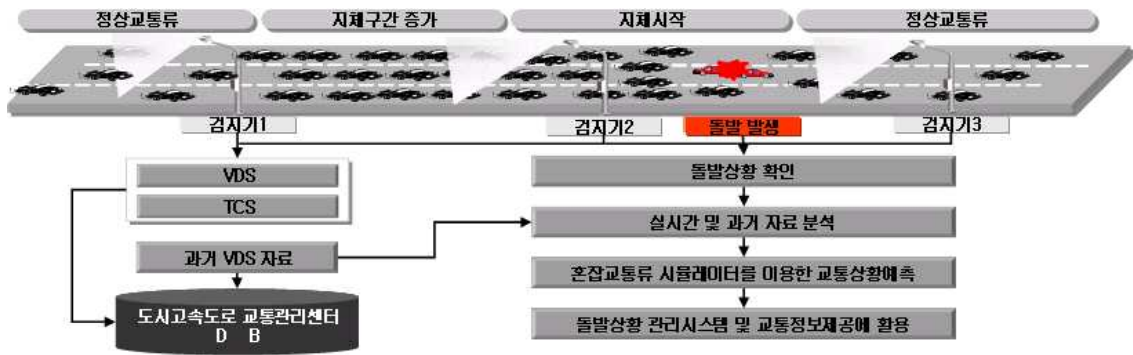 정상교통류
지체구간 증가
지체시작
정상교통류
검지기1
검지기2
돌발 발생
검지기3
VDS
TCS
과거 VDS 자료
도시고속도로 교통관리센터
D B
돌발상황 확인
실시간 및 과거 자료 분석
혼잡교통류 시뮬레이터를 이용한 교통상황예측
돌발상황 관리시스템 및 교통정보제공에 활용